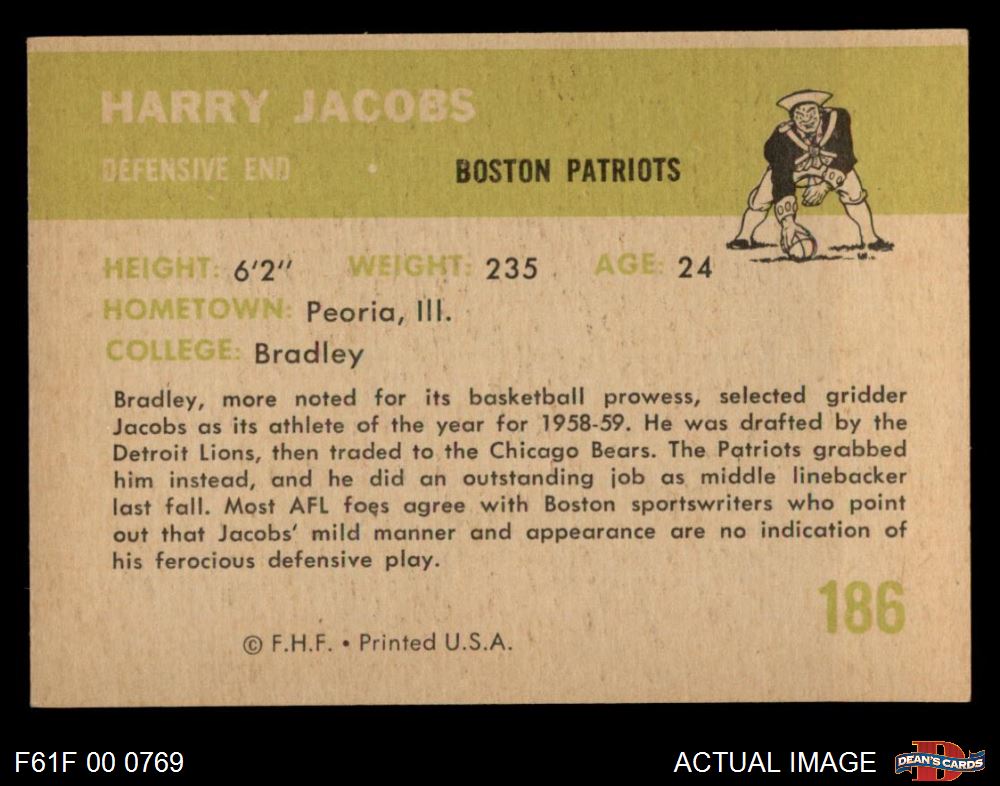 HARRY JACOBS
DEFENSIVE END • BOSTON PATRIOTS
HEIGHT: 6'2" WEIGHT: 235 AGE: 24
HOMETOWN: Peoria, Ill.
COLLEGE: Bradley
Bradley, more noted for its basketball prowess, selected gridder
Jacobs as its athlete of the year for 1958-59. He was drafted by the
Detroit Lions, then traded to the Chicago Bears. The Patriots grabbed
him instead, and he did an outstanding job as middle linebacker
last fall. Most AFL foes agree with Boston sportswriters who point
out that Jacobs' mild manner and appearance are no indication of
his ferocious defensive play.
186
© F.H.F. • Printed U.S.A.
F61F 00 0769 ACTUAL IMAGE DEAN'S CARDS